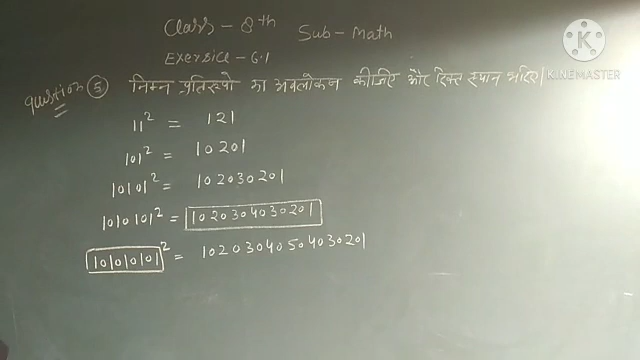 Class - 8th
Sub - Math
Exersice - 6.1
Question 5 निम्न प्रतिरूपो का अवलोकन कीजिए और रिक्त स्थान भरिए|
11² = 121
101² = 10201
10101² = 102030201
1010101² = 1020304030201
101010101² = 10203040504030201
KINEMASTER